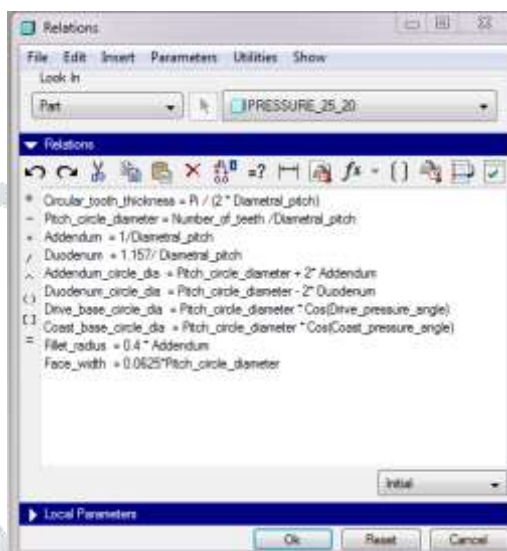 Relations
File Edit Insert Parameters Utilities Show
Look In
Part PRESSURE_25_20
Relations
Circular_tooth_thickness = Pi / (2 * Diametral_pitch)
Pitch_circle_diameter = Number_of_teeth /Diametral_pitch
Addendum = 1/Diametral_pitch
Duodenum = 1.157/ Diametral_pitch
Addendum_circle_dia = Pitch_circle_diameter + 2* Addendum
Duodenum_circle_dia = Pitch_circle_diameter - 2* Duodenum
Drive_base_circle_dia = Pitch_circle_diameter * Cos(Drive_pressure_angle)
Coast_base_circle_dia = Pitch_circle_diameter * Cos(Coast_pressure_angle)
Fillet_radius = 0.4 * Addendum
Face_width = 0.0625*Pitch_circle_diameter
Initial
Local Parameters
Ok Reset Cancel